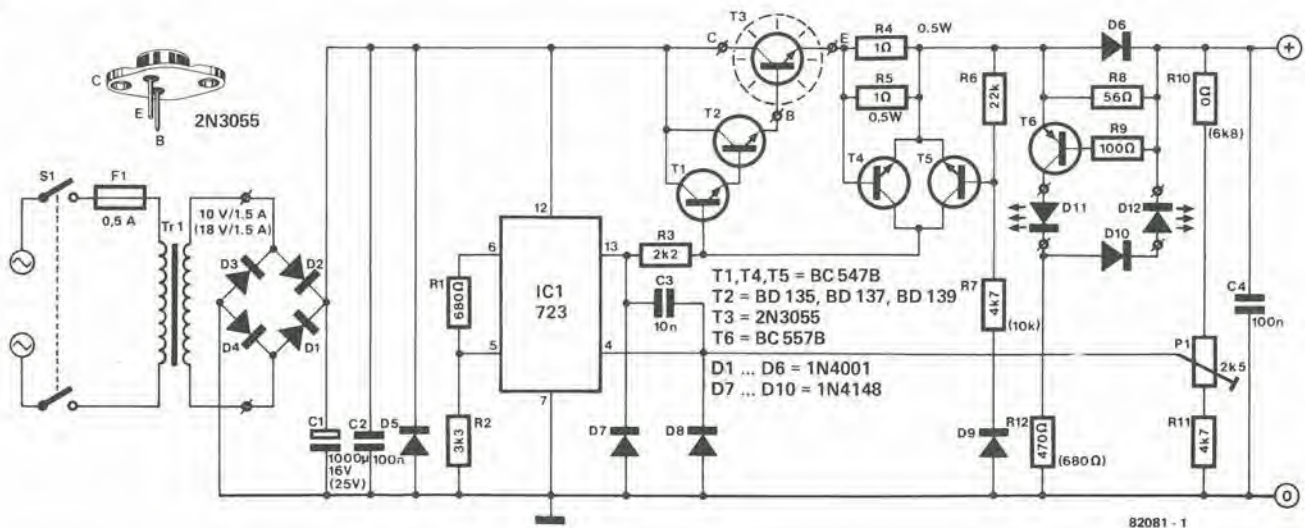 T3
C
E
R4
1Ω
0.5W
D6
R5
1Ω
0.5W
R6
22k
R8
56Ω
R10
0Ω
(6k8)
+
C
E
B
2N3055
B
T2
T1
T4
T5
T6
R9
100Ω
S1
F1
0,5 A
Tr 1
10 V/1.5 A
(18 V/1.5 A)
D3
D2
D4
D1
12
6
13
R3
2k2
D11
D12
D10
R1
680Ω
IC1
723
C3
10n
T1,T4,T5 = BC 547B
T2 = BD 135, BD 137, BD 139
T3 = 2N3055
T6 = BC 557B
D1 ... D6 = 1N4001
D7 ... D10 = 1N4148
R7
4k7
(10k)
C4
100n
5
4
P1
2k5
7
C1
1000µ
16V
(25V)
C2
100n
D5
R2
3k3
D7
D8
D9
R12
470Ω
(680Ω)
R11
4k7
0
82081 - 1